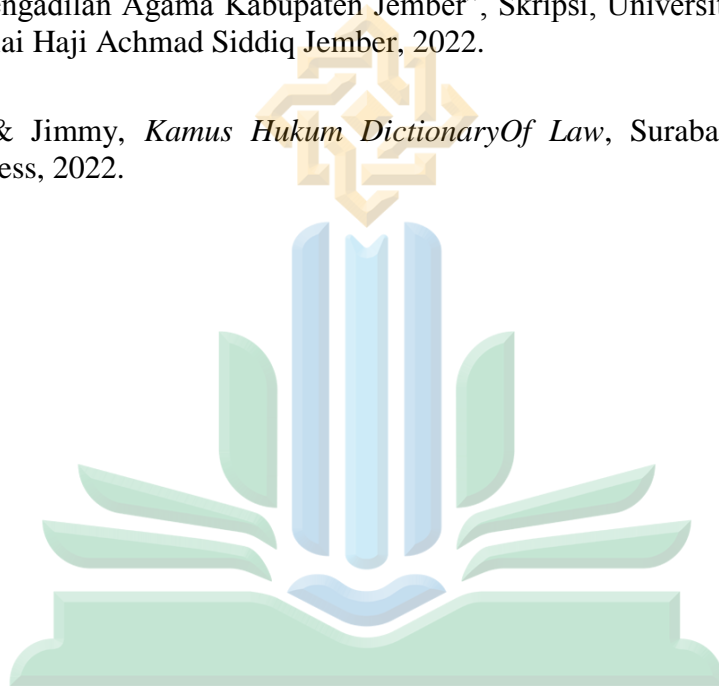 engadilan Agama Kabupaten Jember", Skripsi, Universit
ai Haji Achmad Siddiq Jember, 2022.
& Jimmy, Kamus Hukum DictionaryOf Law, Suraba
ess, 2022.